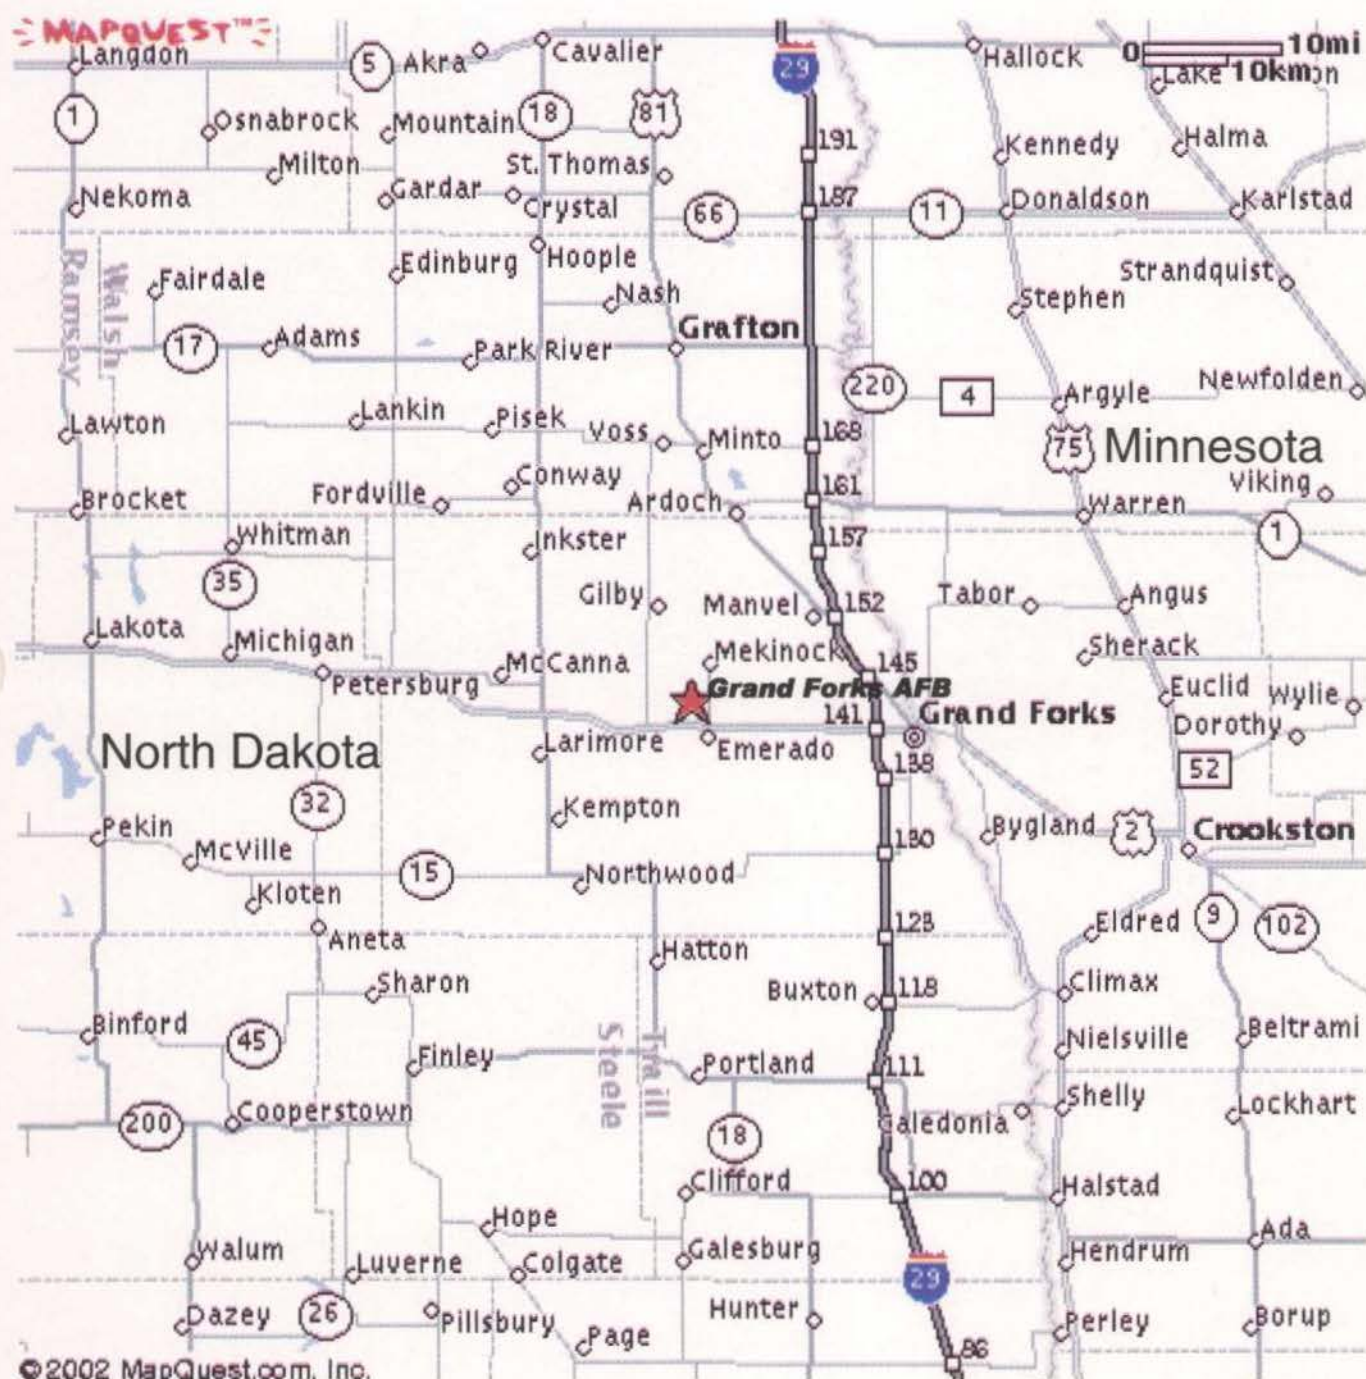 MAPQUEST™
Langdon
5
Akra
Cavalier
29
Hallock
0
10mi
10km
Lake
1
Osnabrock
Mountain
18
81
191
Kennedy
Halma
Milton
St. Thomas
Nekoma
Gardar
Crystal
66
187
11
Donaldson
Karlstad
Ramsey
Walsh
Fairdale
Edinburg
Hoople
Nash
Strandquist
Stephen
17
Adams
Park River
Grafton
220
4
Argyle
Newfolden
Lawton
Lankin
Pisek
Voss
Minto
168
75
Minnesota
Brocket
Fordville
Conway
Ardoch
161
Warren
Viking
1
Whitman
Inkster
157
35
Gilby
Manvel
152
Tabor
Angus
Lakota
Michigan
McCanna
Mekinock
145
Sherack
Petersburg
Grand Forks AFB
141
Grand Forks
Euclid
Wylie
Dorothy
North Dakota
Larimore
Emerado
138
52
32
Kempton
Pekin
McVille
Bygland
2
Crookston
130
Kloten
15
Northwood
Aneta
123
Eldred
9
102
Hatton
Sharon
Buxton
118
Climax
Binford
45
Finley
Steele
Traill
Portland
111
Nielsville
Beltrami
200
Cooperstown
18
Caledonia
Shelly
Lockhart
Clifford
100
Halstad
Hope
Walum
Luverne
Colgate
Galesburg
29
Hendrum
Ada
Dazey
26
Pillsbury
Page
Hunter
86
Perley
Borup
©2002 MapQuest.com, Inc.